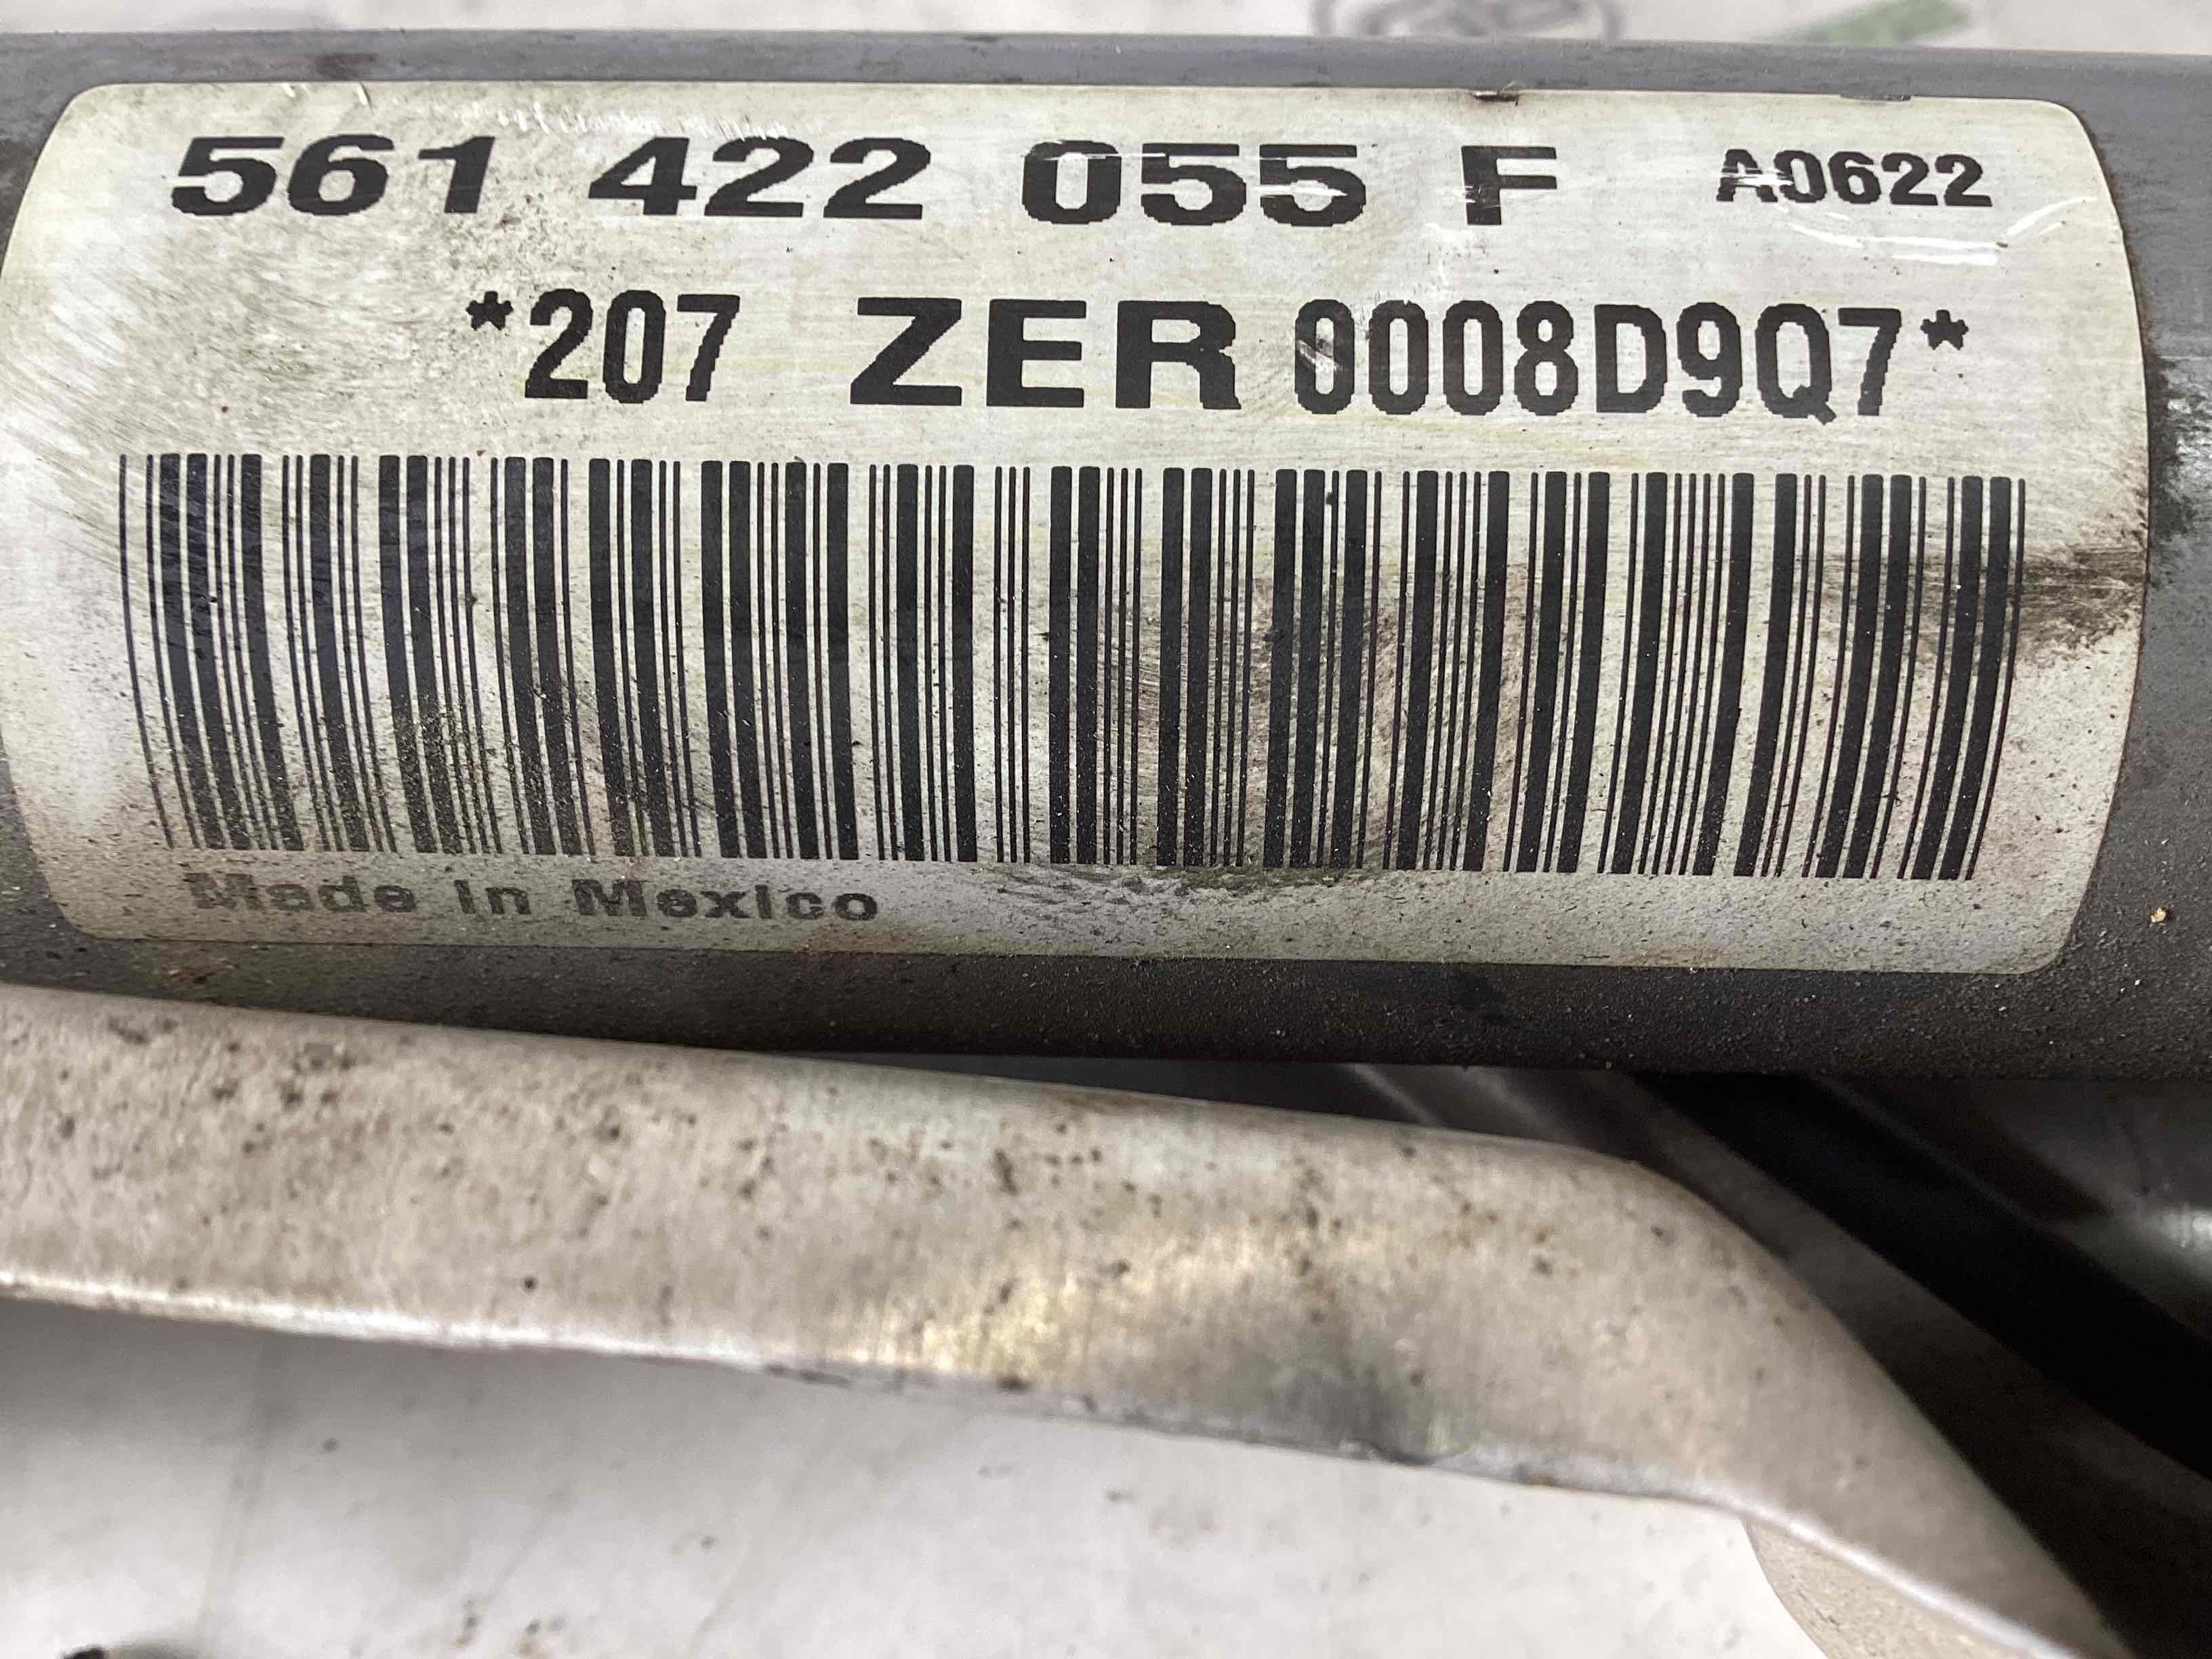 561 422 055 F A0622
*207 ZER 0008D9Q7*
Made in Mexico